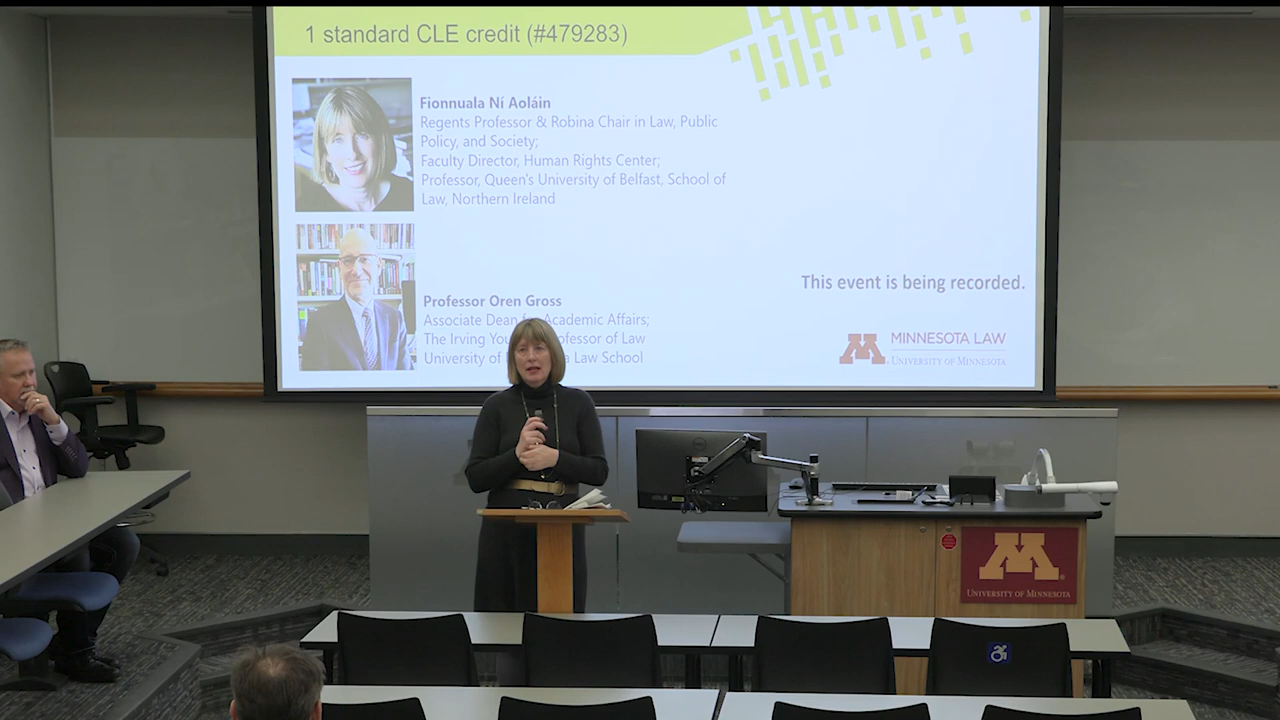 1 standard CLE credit (#479283)
Fionnuala Ní Aoláin
Regents Professor & Robina Chair in Law, Public
Policy, and Society;
Faculty Director, Human Rights Center;
Professor, Queen's University of Belfast, School of
Law, Northern Ireland
This event is being recorded.
Professor Oren Gross
Associate Dean Academic Affairs;
The Irving You Professor of Law
University of Law School
M MINNESOTA LAW
UNIVERSITY OF MINNESOTA
DELL
M
UNIVERSITY OF MINNESOTA